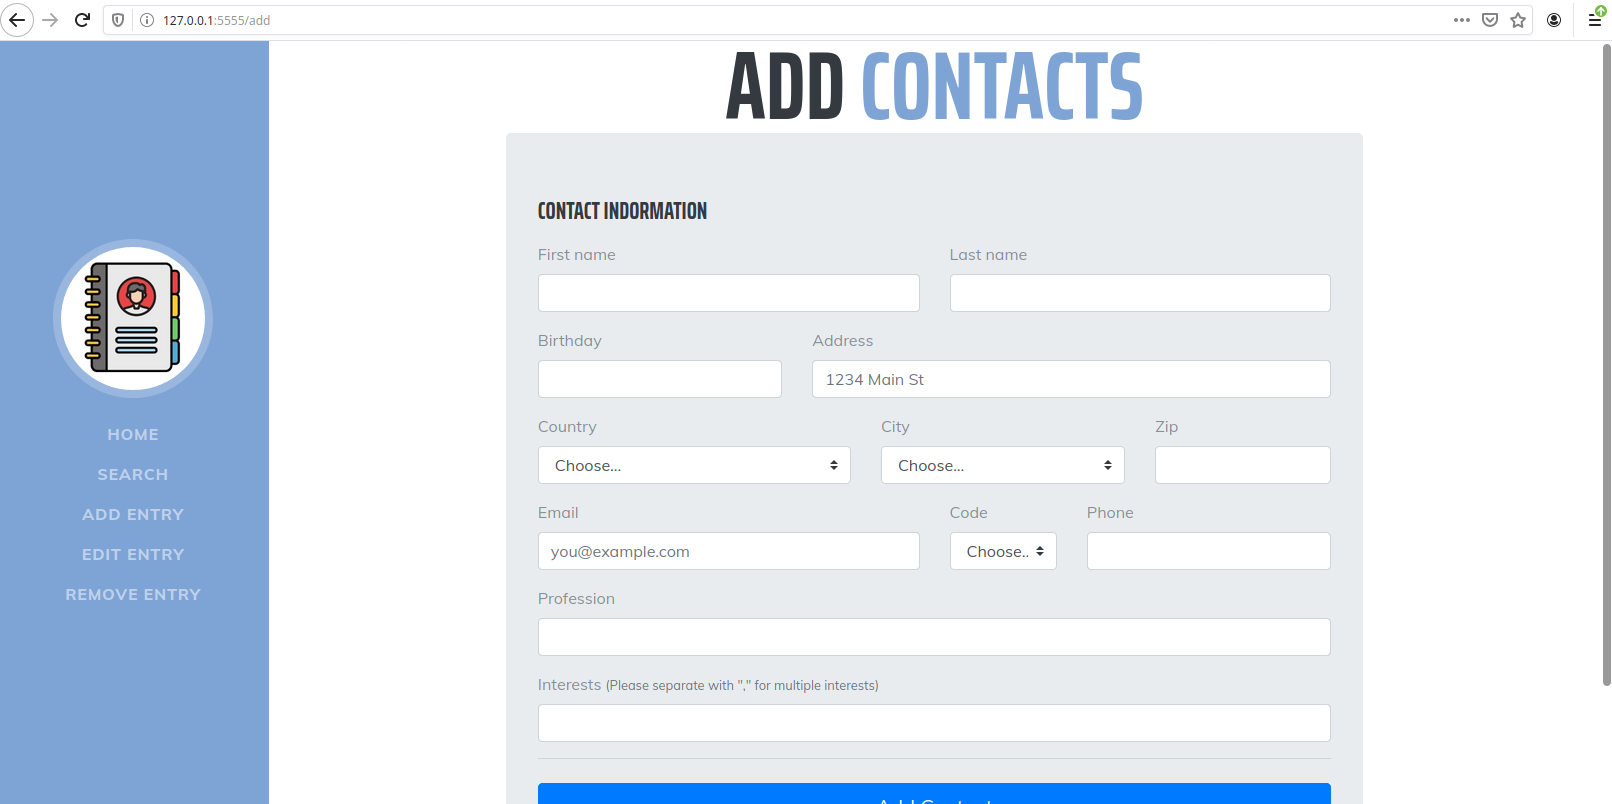 127.0.0.1:5555/add
ADD CONTACTS
CONTACT INDORMATION
First name Last name
Birthday Address
1234 Main St
Country City Zip
Choose... Choose...
HOME
SEARCH
ADD ENTRY
EDIT ENTRY
REMOVE ENTRY
Email Code Phone
you@example.com Choose..
Profession
Interests (Please separate with "," for multiple interests)
Add Contact